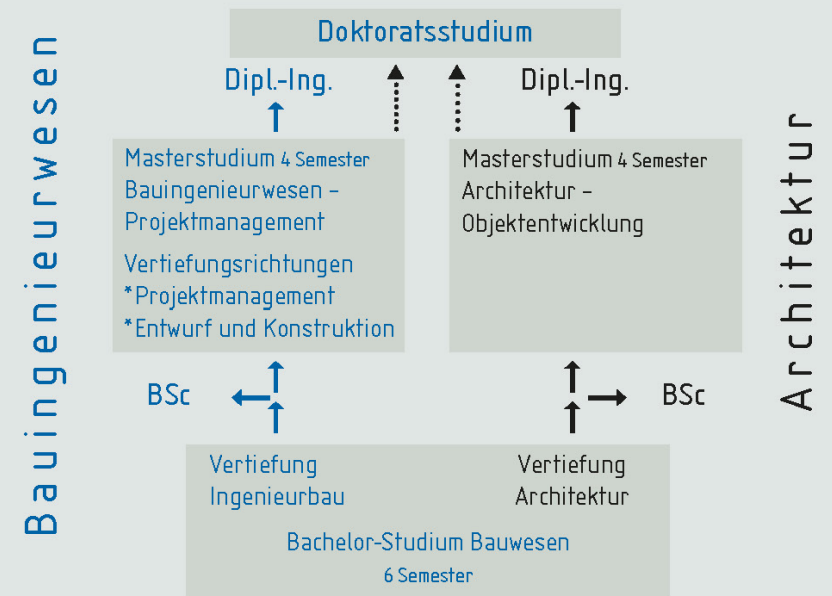 Doktoratsstudium
Dipl.-Ing.
Dipl.-Ing.
Bauingenieurwesen
Masterstudium 4 Semester
Bauingenieurwesen –
Projektmanagement
Vertiefungsrichtungen
*Projektmanagement
*Entwurf und Konstruktion
Masterstudium 4 Semester
Architektur –
Objektentwicklung
Architektur
BSc
BSc
Vertiefung
Ingenieurbau
Vertiefung
Architektur
Bachelor-Studium Bauwesen
6 Semester